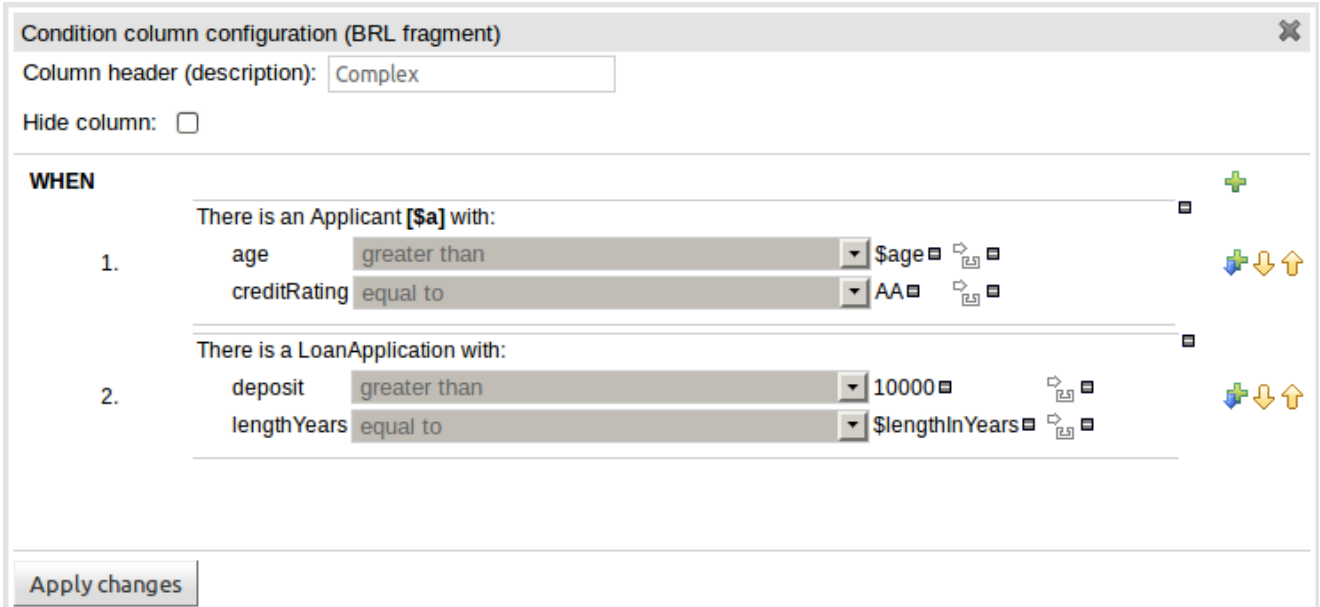 Condition column configuration (BRL fragment)
Column header (description): Complex
Hide column:
WHEN
There is an Applicant [$a] with:
1.
age greater than $age
creditRating equal to AA
There is a LoanApplication with:
2.
deposit greater than 10000
lengthYears equal to $lengthInYears
Apply changes